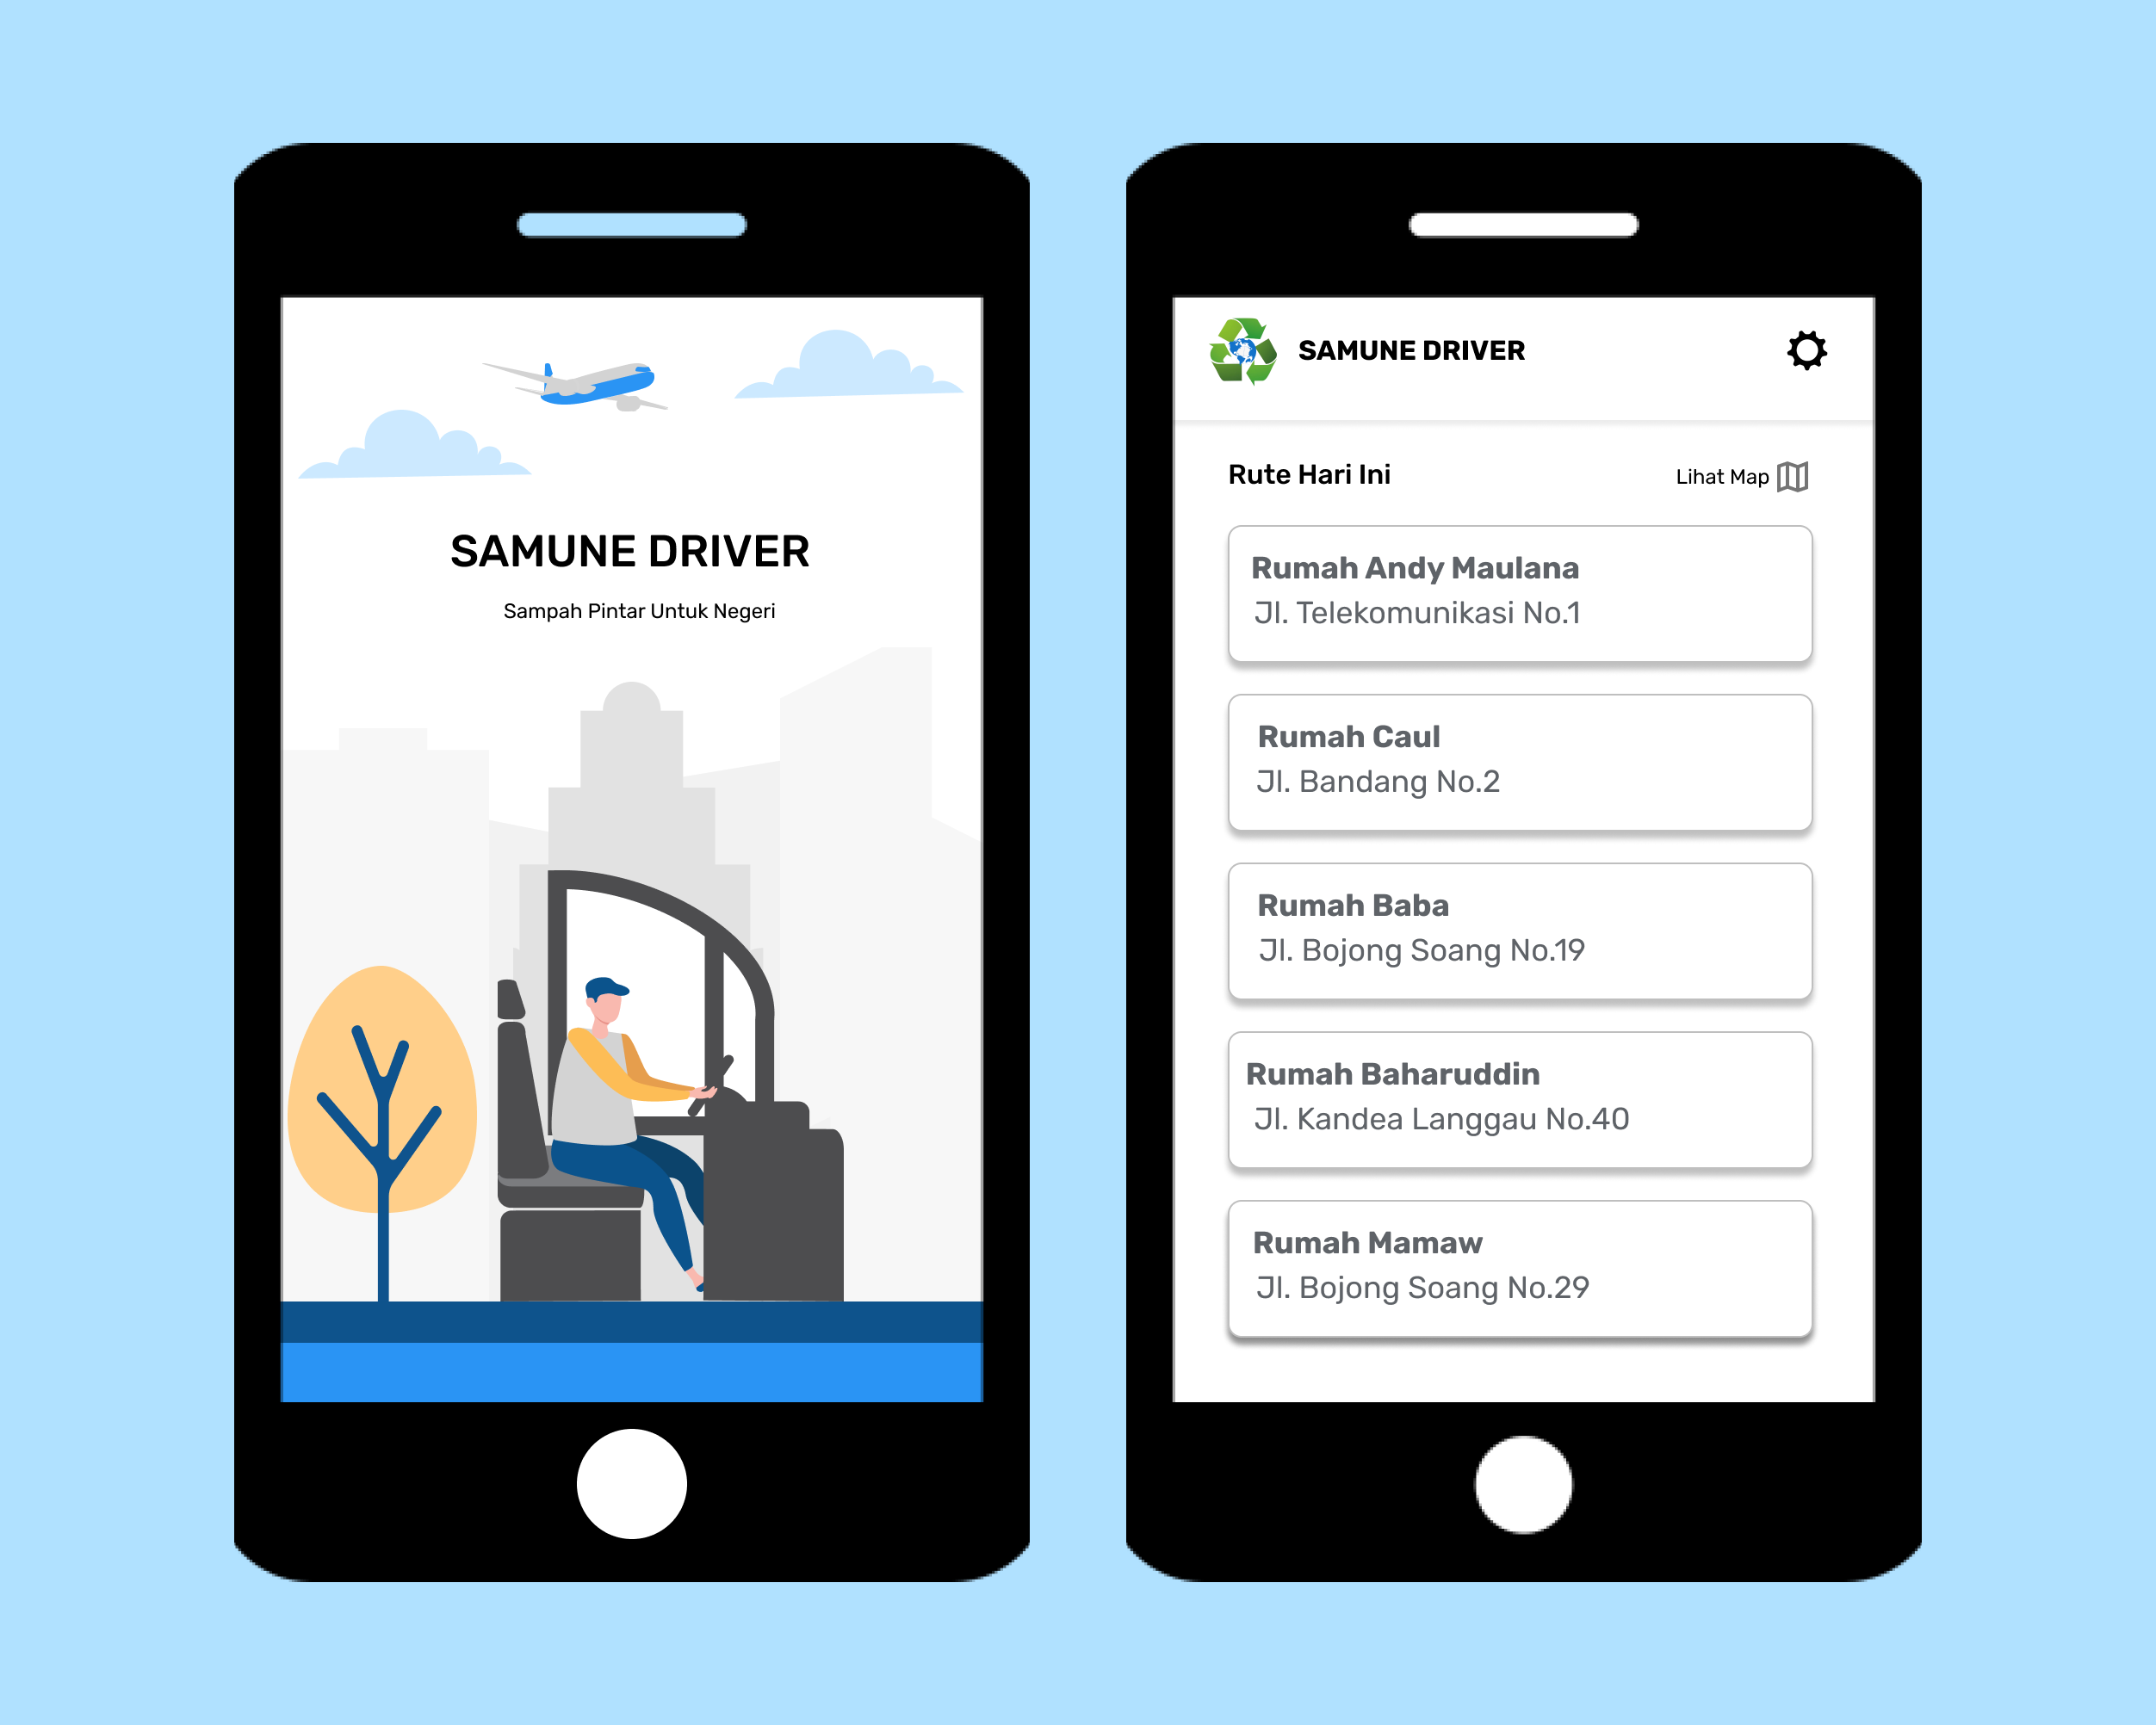 SAMUNE DRIVER
Sampah Pintar Untuk Negeri
SAMUNE DRIVER
Rute Hari Ini
Lihat Map
Rumah Andy Maulana
Jl. Telekomunikasi No.1
Rumah Caul
Jl. Bandang No.2
Rumah Baba
Jl. Bojong Soang No.19
Rumah Baharuddin
Jl. Kandea Langgau No.40
Rumah Mamaw
Jl. Bojong Soang No.29